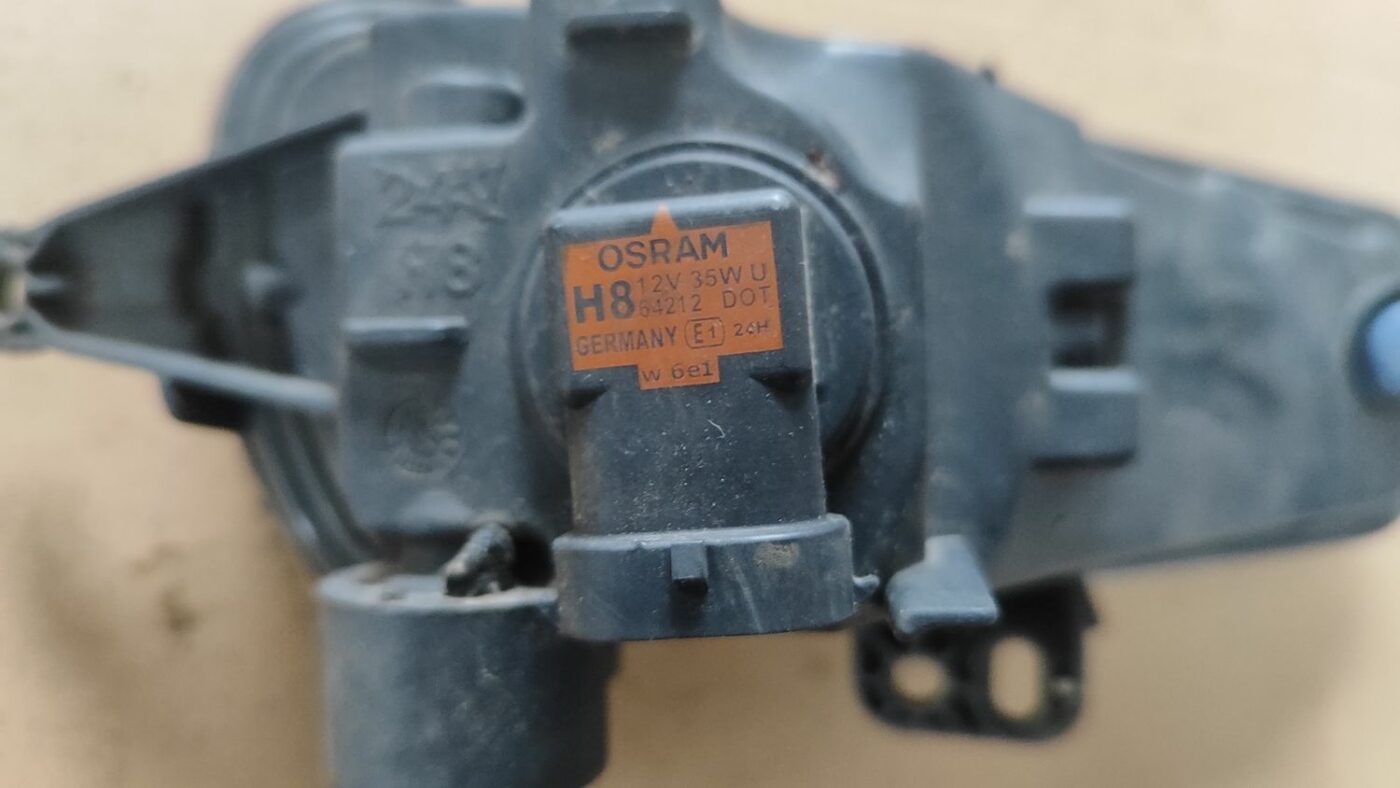 OSRAM
H8 12V 35W U
64212 DOT
GERMANY E1 24H
w 6e1